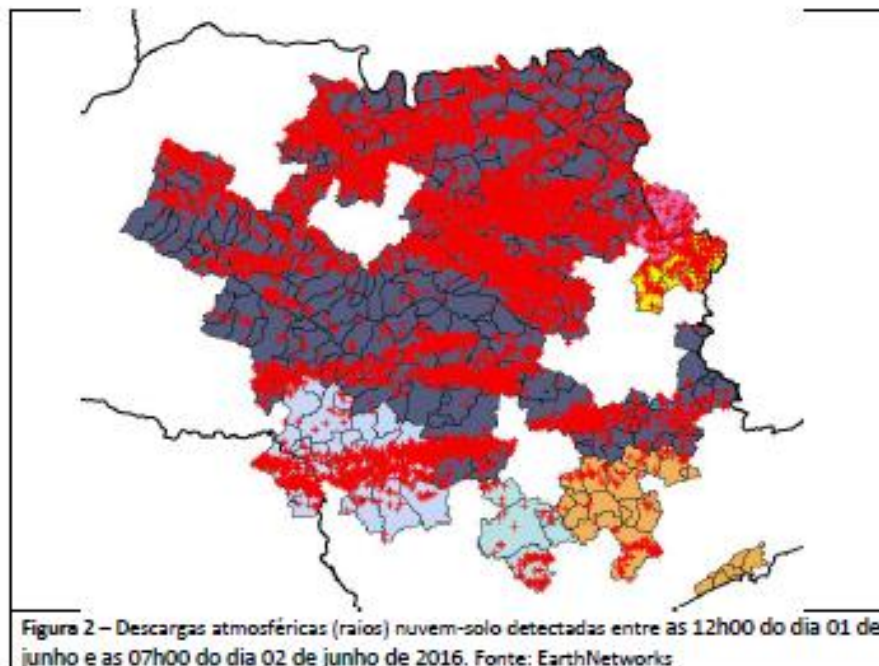 Figura 2 – Descargas atmosféricas (raios) nuvem-solo detectadas entre as 12h00 do dia 01 de
junho e as 07h00 do dia 02 de junho de 2016. Fonte: EarthNetworks